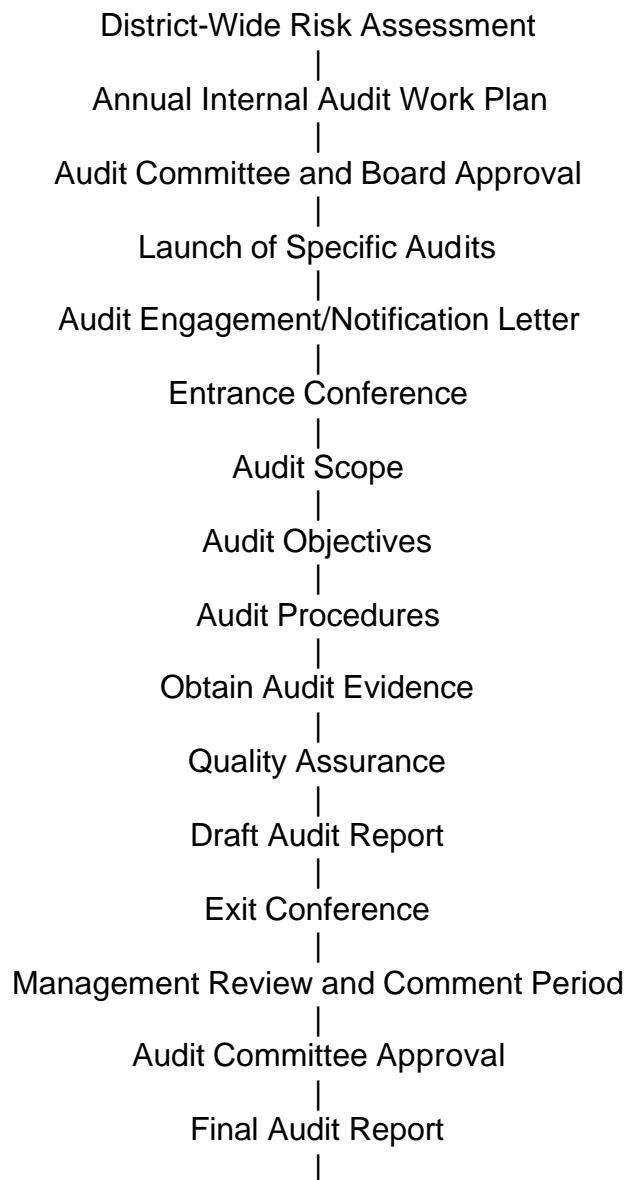 District-Wide Risk Assessment
|
Annual Internal Audit Work Plan
|
Audit Committee and Board Approval
|
Launch of Specific Audits
|
Audit Engagement/Notification Letter
|
Entrance Conference
|
Audit Scope
|
Audit Objectives
|
Audit Procedures
|
Obtain Audit Evidence
|
Quality Assurance
|
Draft Audit Report
|
Exit Conference
|
Management Review and Comment Period
|
Audit Committee Approval
|
Final Audit Report
|